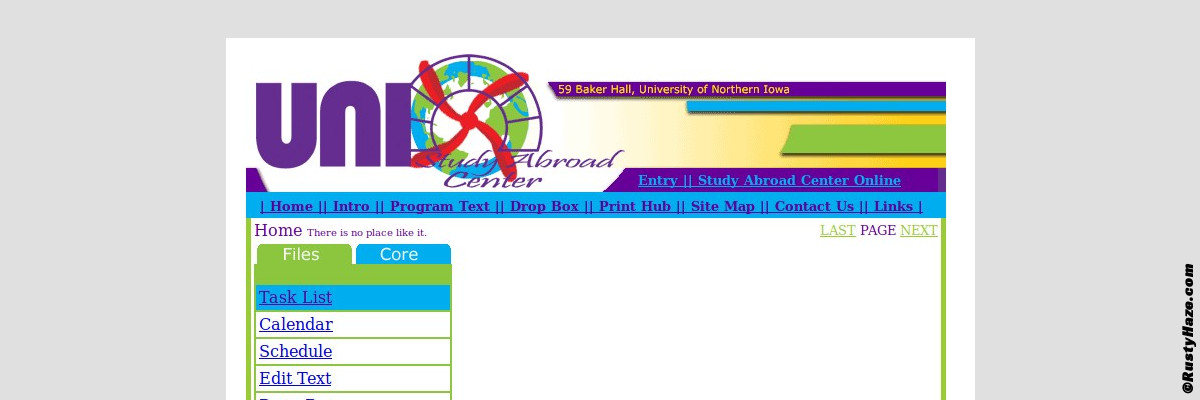 UNI
Study Abroad
Center
59 Baker Hall, University of Northern Iowa
Entry || Study Abroad Center Online
| Home || Intro || Program Text || Drop Box || Print Hub || Site Map || Contact Us || Links |
Home There is no place like it.
LAST PAGE NEXT
Files Core
Task List
Calendar
Schedule
Edit Text
©RustyHaze.com